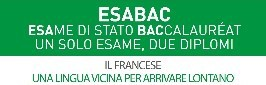 ESABAC
ESAME DI STATO BACCALAURÉAT
UN SOLO ESAME, DUE DIPLOMI
IL FRANCESE
UNA LINGUA VICINA PER ARRIVARE LONTANO